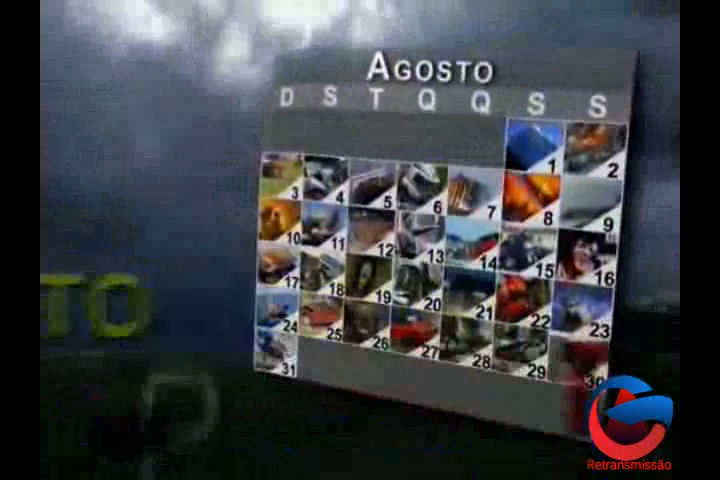 AGOSTO
D S T Q Q S S
1 2
3 4 5 6 7 8 9
10 11 12 13 14 15 16
TO
17 18 19 20 21 22 23
24 25 26 27 28 29 30
31
Retransmissão